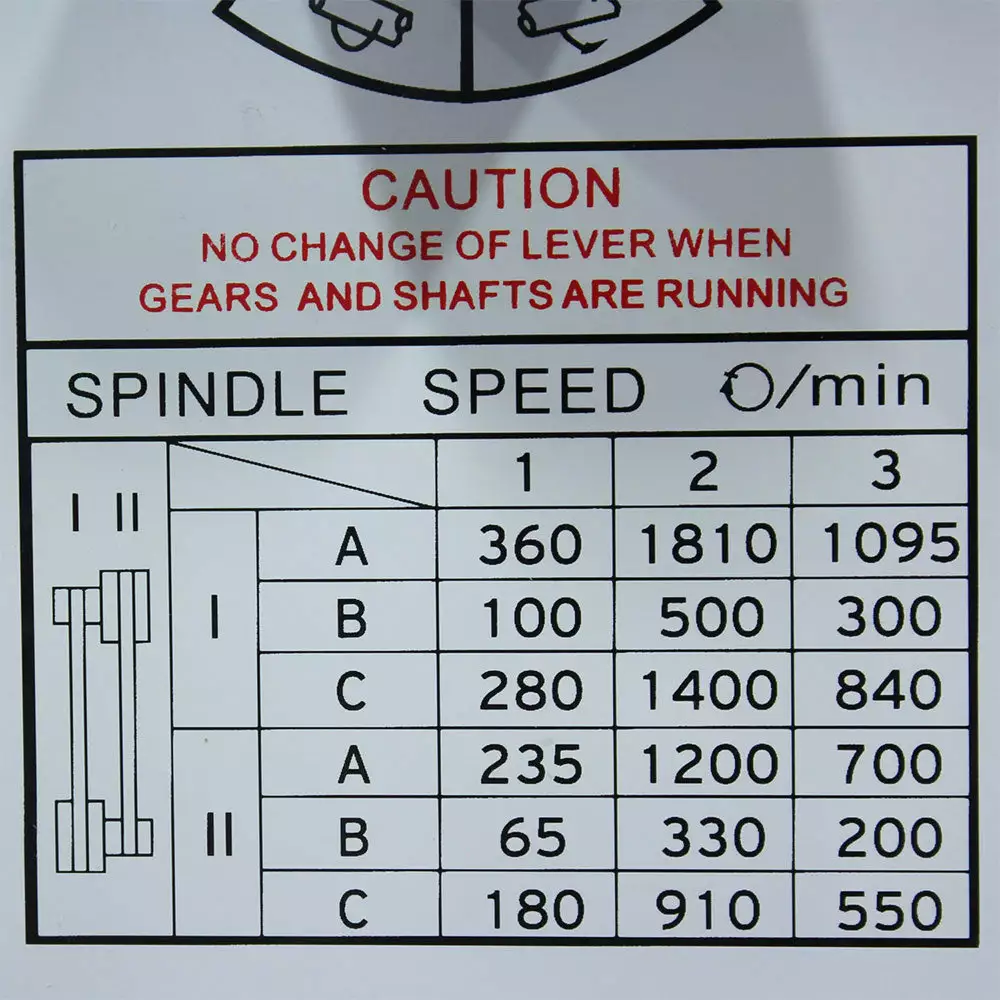 CAUTION
NO CHANGE OF LEVER WHEN
GEARS AND SHAFTS ARE RUNNING
SPINDLE SPEED /min
I II
1 2 3
I
A 360 1810 1095
B 100 500 300
C 280 1400 840
II
A 235 1200 700
B 65 330 200
C 180 910 550